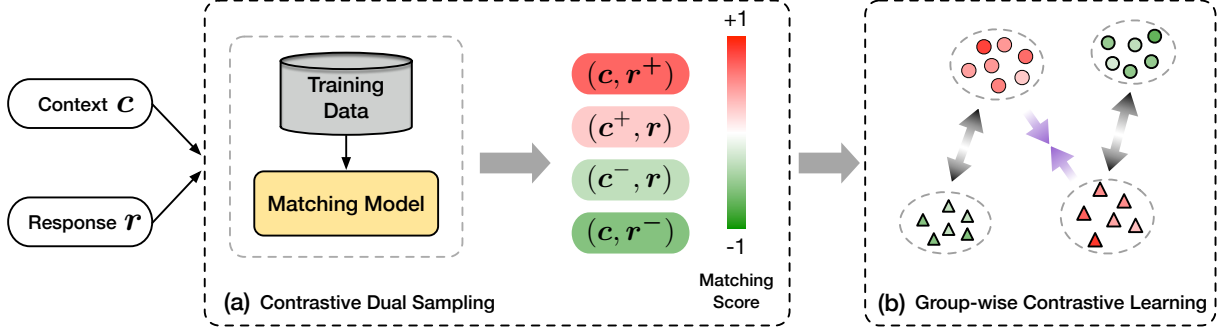 Context c
Response r
Training
Data
Matching Model
(c, r⁺)
(c⁺, r)
(c⁻, r)
(c, r⁻)
+1
-1
Matching
Score
(a) Contrastive Dual Sampling
(b) Group-wise Contrastive Learning